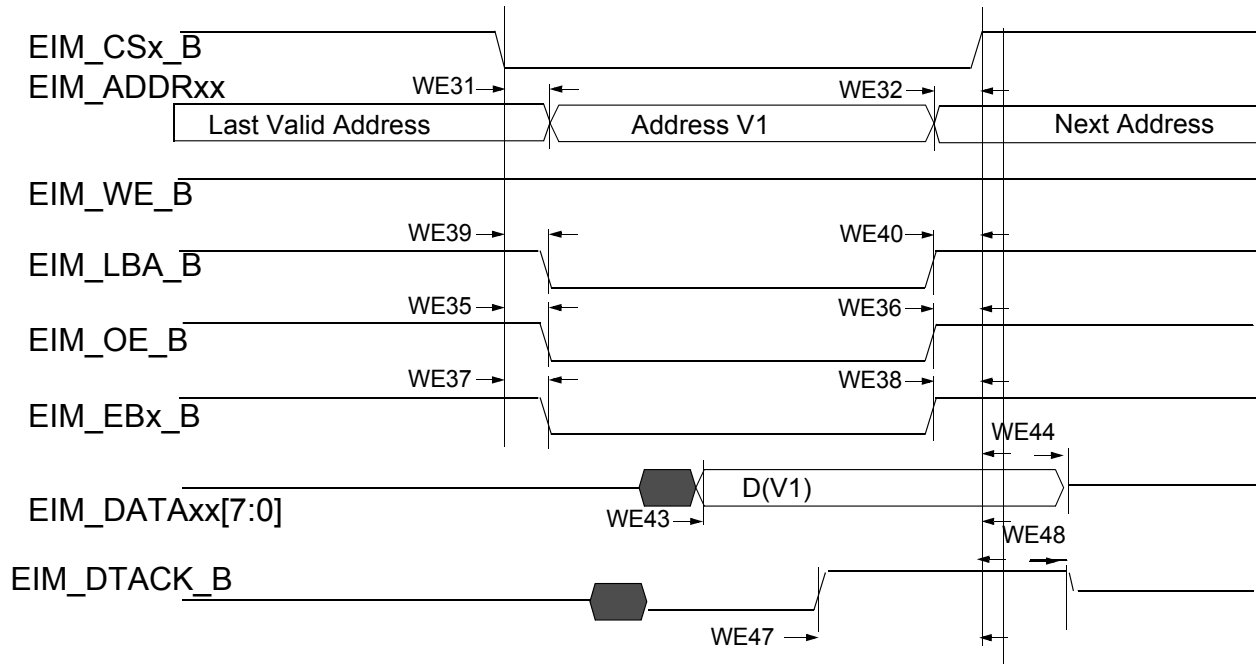 EIM_CSx_B
EIM_ADDRxx
WE31
WE32
Last Valid Address
Address V1
Next Address
EIM_WE_B
WE39
WE40
EIM_LBA_B
WE35
WE36
EIM_OE_B
WE37
WE38
EIM_EBx_B
WE44
D(V1)
EIM_DATAxx[7:0]
WE43
WE48
EIM_DTACK_B
WE47